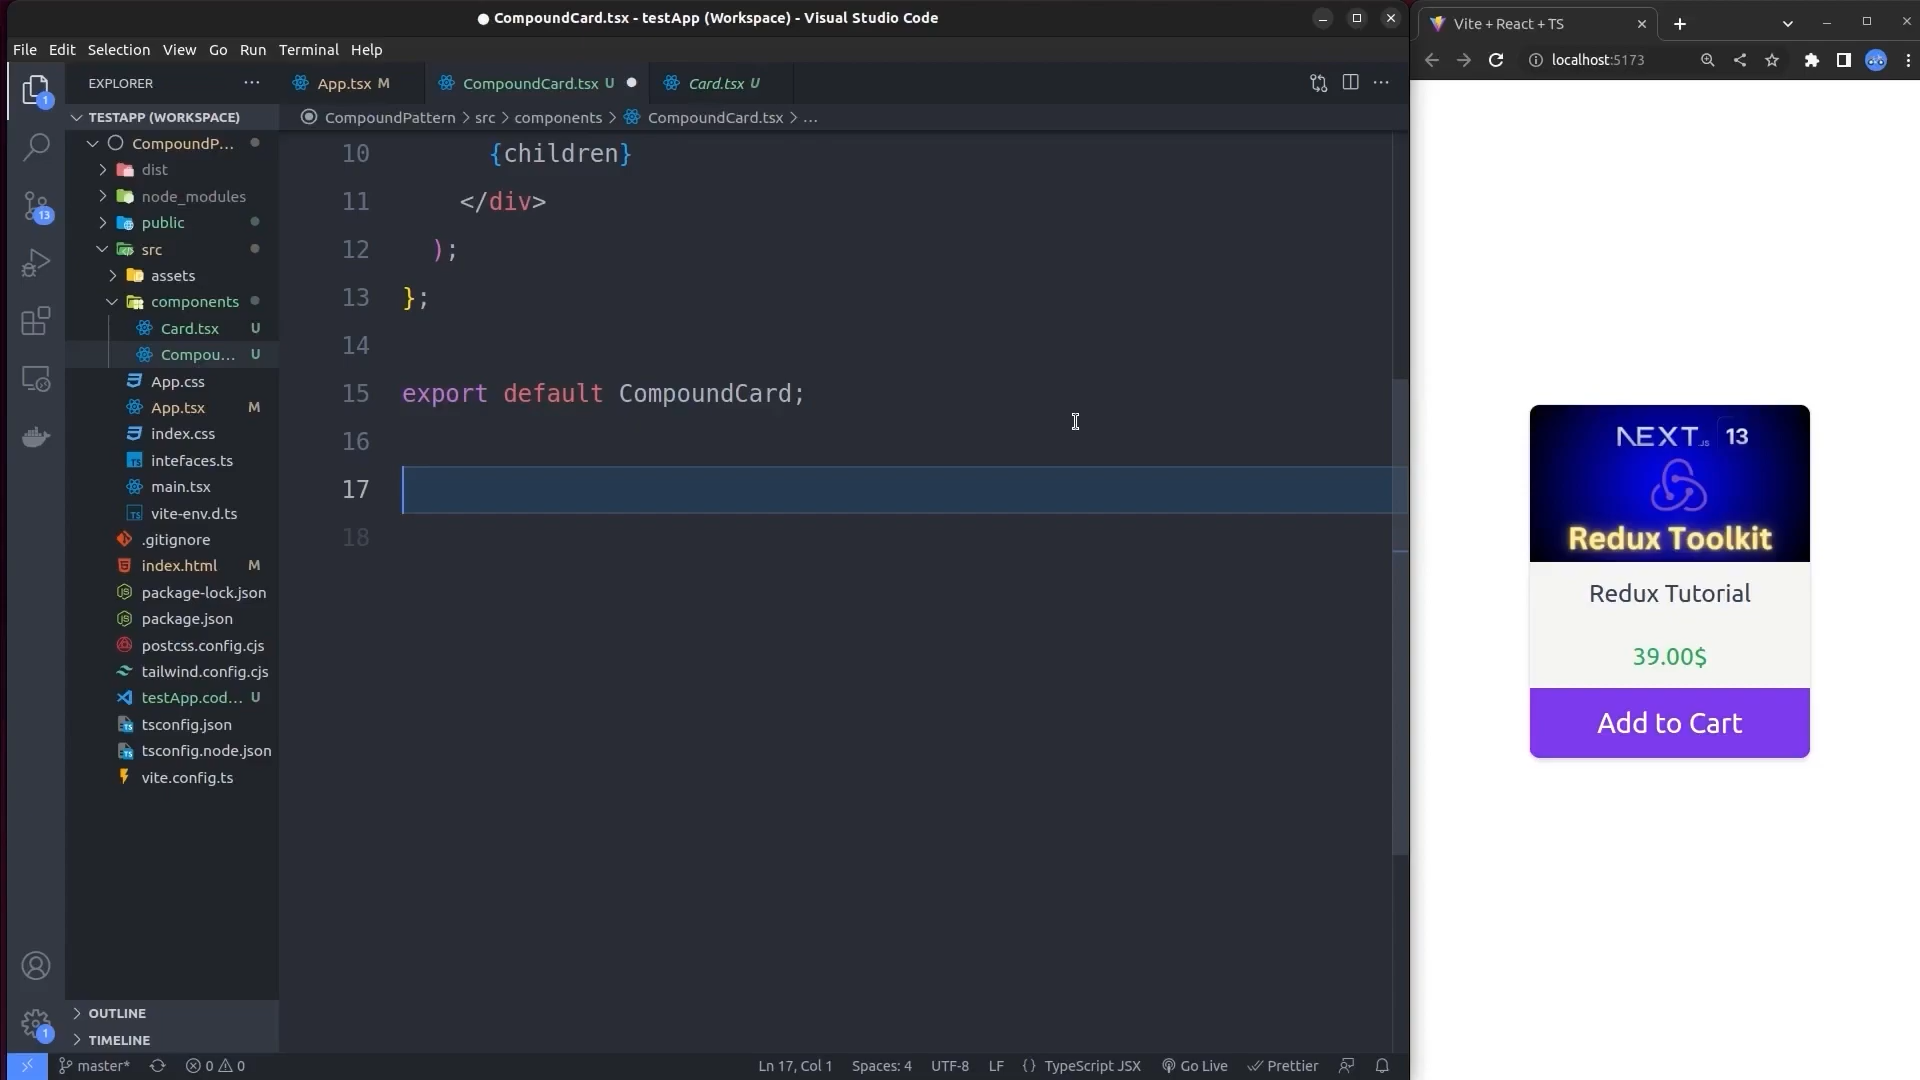 CompoundCard.tsx - testApp (Workspace) - Visual Studio Code
File Edit Selection View Go Run Terminal Help
EXPLORER
TESTAPP (WORKSPACE)
CompoundP...
dist
node_modules
public
src
assets
components
Card.tsx U
Compou... U
App.css
App.tsx M
index.css
intefaces.ts
main.tsx
vite-env.d.ts
.gitignore
index.html M
package-lock.json
package.json
postcss.config.cjs
tailwind.config.cjs
testApp.cod... U
tsconfig.json
tsconfig.node.json
vite.config.ts
OUTLINE
TIMELINE
1
13
1
App.tsx M
CompoundCard.tsx U
Card.tsx U
CompoundPattern > src > components > CompoundCard.tsx > ...
10 {children}
11 </div>
12 );
13 };
14
15 export default CompoundCard;
16
17
18
master* 0 0
Ln 17, Col 1 Spaces: 4 UTF-8 LF {} TypeScript JSX Go Live Prettier
Vite + React + TS
localhost:5173
NEXT.JS 13
Redux Toolkit
Redux Tutorial
39.00$
Add to Cart